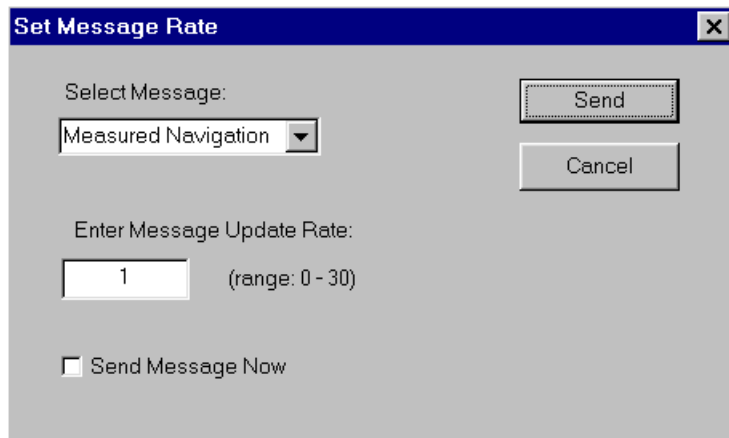 Set Message Rate
Select Message:
Measured Navigation
Send
Cancel
Enter Message Update Rate:
1 (range: 0 - 30)
Send Message Now